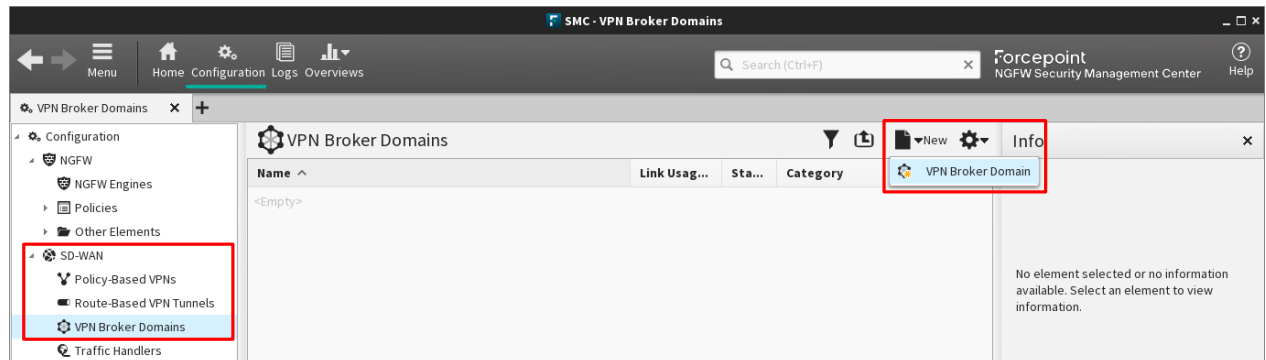 SMC - VPN Broker Domains
Menu
Home Configuration Logs Overviews
Search (Ctrl+F)
Forcepoint
NGFW Security Management Center
Help
VPN Broker Domains
Configuration
NGFW
NGFW Engines
Policies
Other Elements
SD-WAN
Policy-Based VPNs
Route-Based VPN Tunnels
VPN Broker Domains
Traffic Handlers
VPN Broker Domains
New
Name Link Usag... Sta... Category
<Empty>
VPN Broker Domain
Info
No element selected or no information
available. Select an element to view
information.